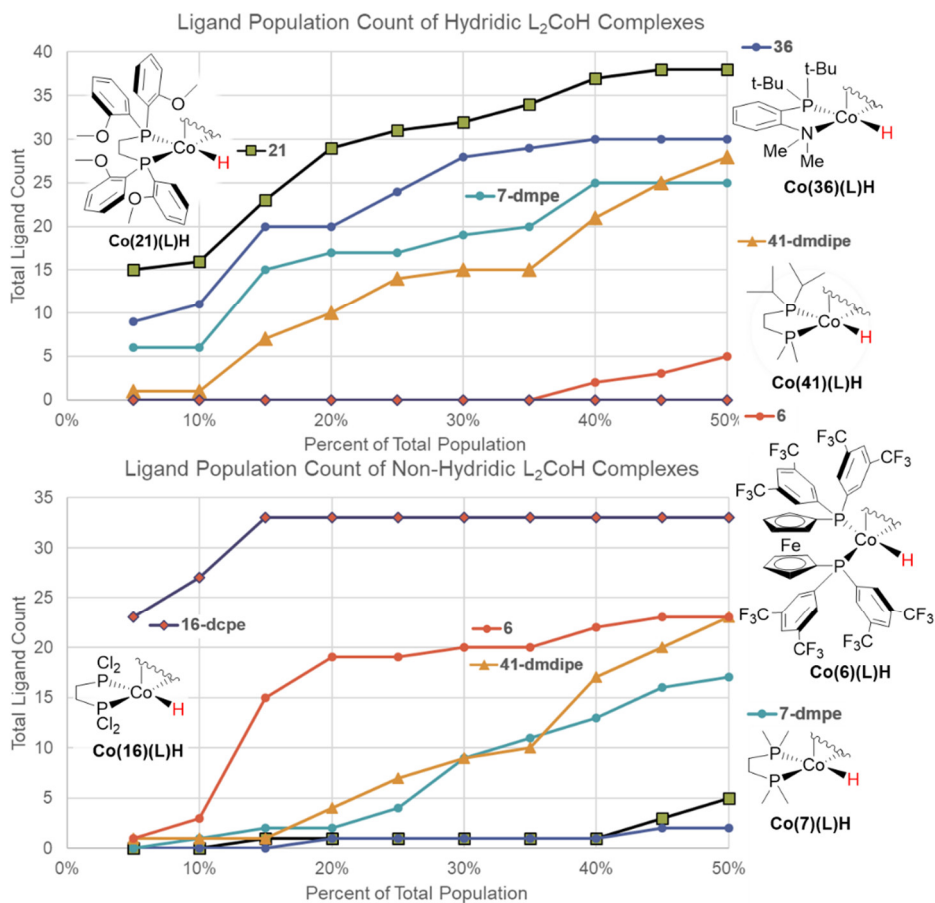 Ligand Population Count of Hydridic L₂CoH Complexes
Total Ligand Count
40
35
30
25
20
15
10
5
0
0%
10%
20%
30%
40%
50%
Percent of Total Population
21
36
7-dmpe
41-dmdipe
6
O
O
O
O
P
P
Co
H
Co(21)(L)H
t-Bu
t-Bu
P
Co
N
H
Me
Me
Co(36)(L)H
P
Co
P
H
Co(41)(L)H
Ligand Population Count of Non-Hydridic L₂CoH Complexes
Total Ligand Count
35
30
25
20
15
10
5
0
0%
10%
20%
30%
40%
50%
Percent of Total Population
16-dcpe
6
41-dmdipe
7-dmpe
Cl2
P
Co
P
H
Cl2
Co(16)(L)H
F₃C
CF₃
F₃C
CF₃
P
Co
Fe
H
P
F₃C
CF₃
F₃C
CF₃
Co(6)(L)H
P
Co
P
H
Co(7)(L)H